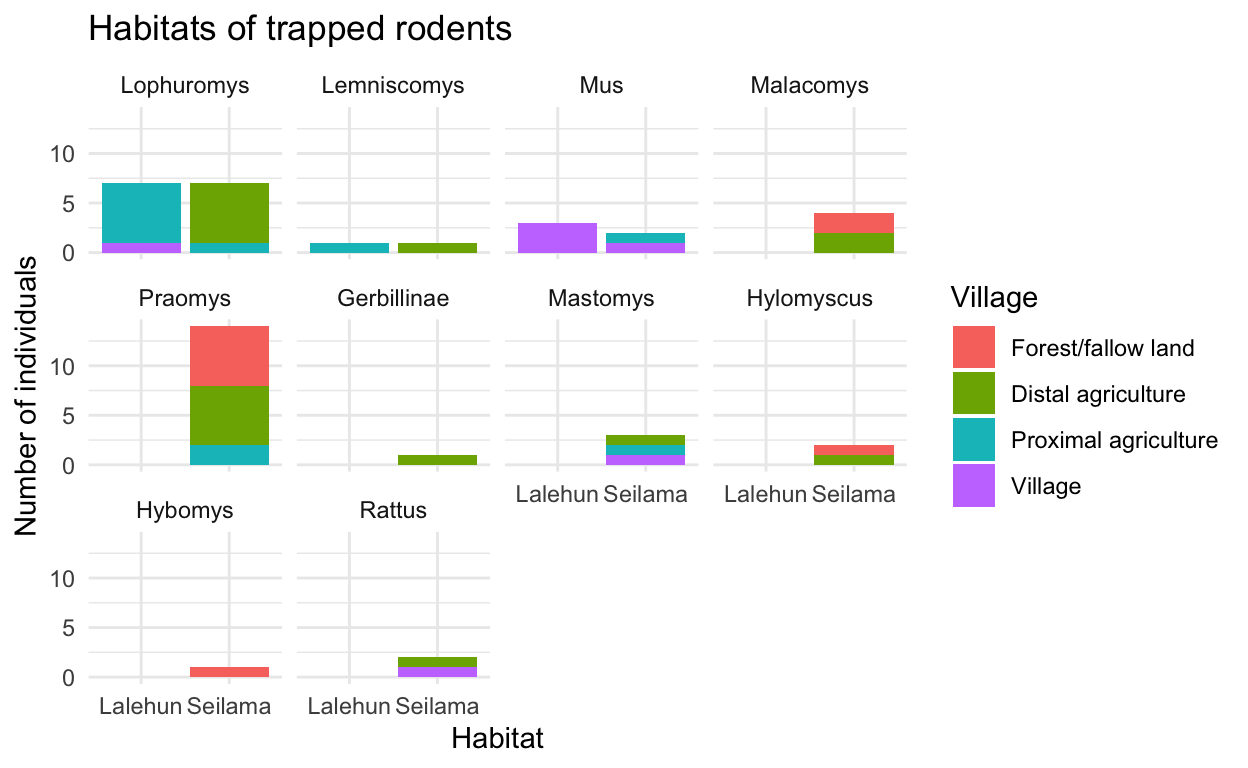 Habitats of trapped rodents
Lophuromys Lemniscomys Mus Malacomys
10
5
0
Praomys Gerbillinae Mastomys Hylomyscus
10
5
0
Lalehun Seilama Lalehun Seilama
Hybomys Rattus
10
5
0
Lalehun Seilama Lalehun Seilama
Habitat
Number of individuals
Village
Forest/fallow land
Distal agriculture
Proximal agriculture
Village